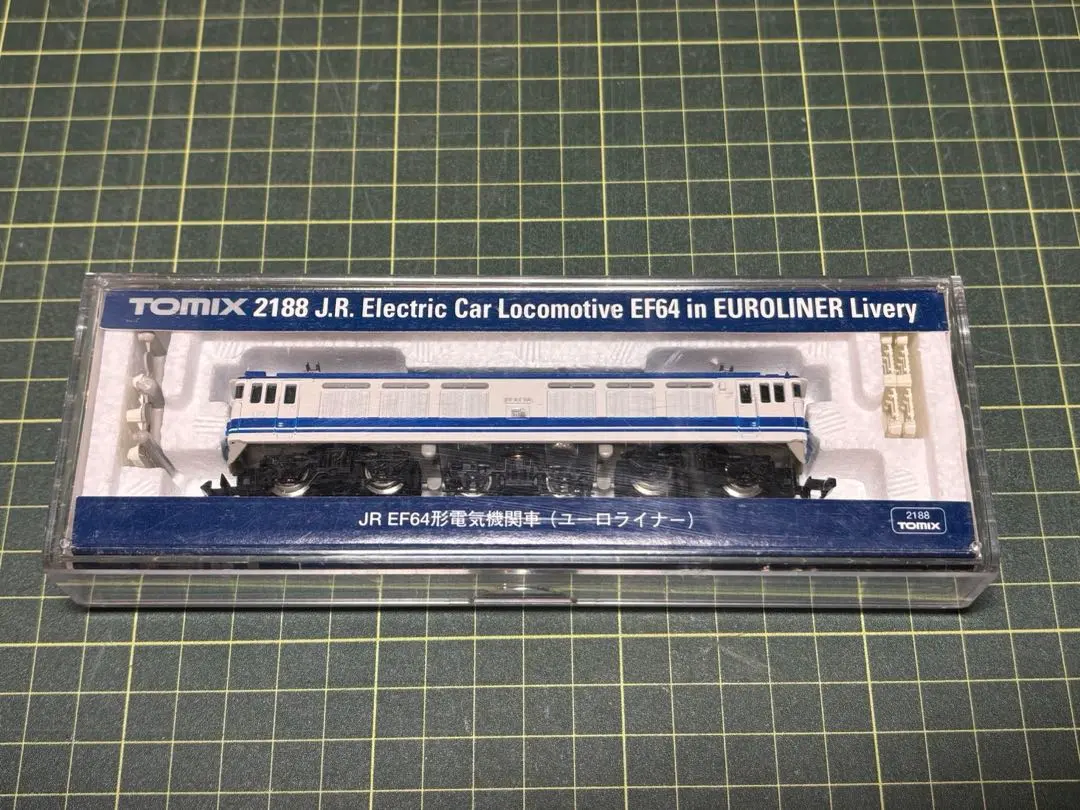 TOMIX 2188 J.R. Electric Car Locomotive EF64 in EUROLINER Livery
JR EF64形電気機関車（ユーロライナー）
2188
TOMIX